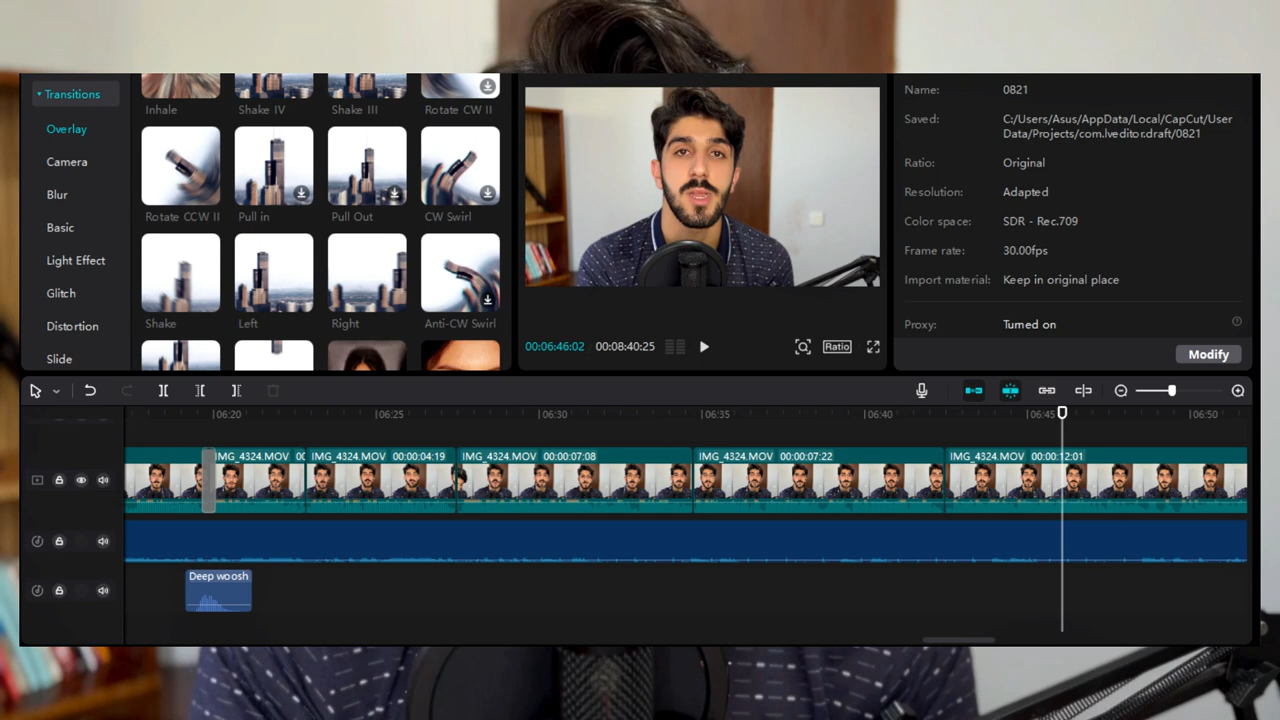 Transitions
Overlay
Camera
Blur
Basic
Light Effect
Glitch
Distortion
Slide
Inhale
Shake IV
Shake III
Rotate CW II
Rotate CCW II
Pull in
Pull Out
CW Swirl
Shake
Left
Right
Anti-CW Swirl
00:06:46:02 00:08:40:25
Ratio
Name: 0821
Saved: C:/Users/Asus/AppData/Local/CapCut/User
Data/Projects/com.lveditor.draft/0821
Ratio: Original
Resolution: Adapted
Color space: SDR - Rec.709
Frame rate: 30.00fps
Import material: Keep in original place
Proxy: Turned on
Modify
06:20 06:25 06:30 06:35 06:40 06:45 06:50
IMG_4324.MOV 00 IMG_4324.MOV 00:00:04:19 IMG_4324.MOV 00:00:07:08 IMG_4324.MOV 00:00:07:22 IMG_4324.MOV 00:00:12:01
Deep woosh